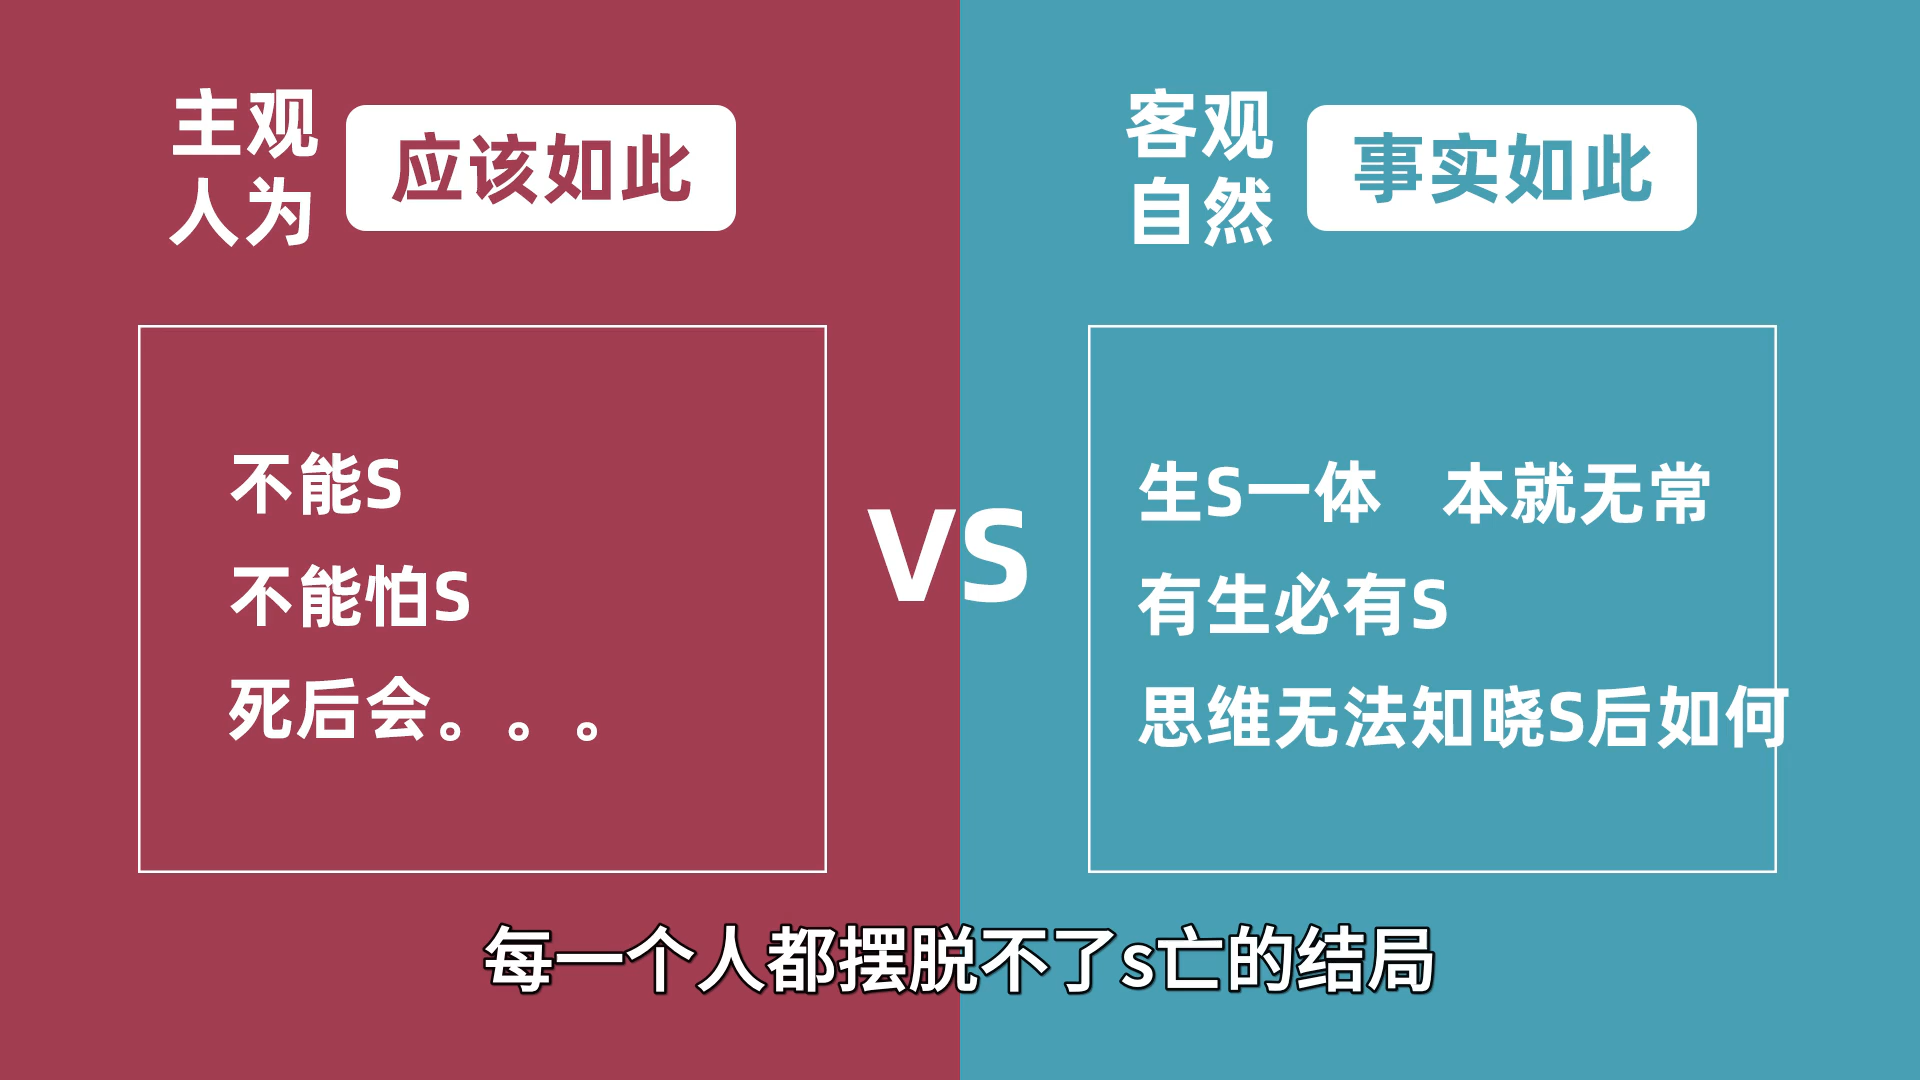 主观
人为
应该如此
不能S
不能怕S
死后会。。。
VS
客观
自然
事实如此
生S一体 本就无常
有生必有S
思维无法知晓S后如何
每一个人都摆脱不了s亡的结局